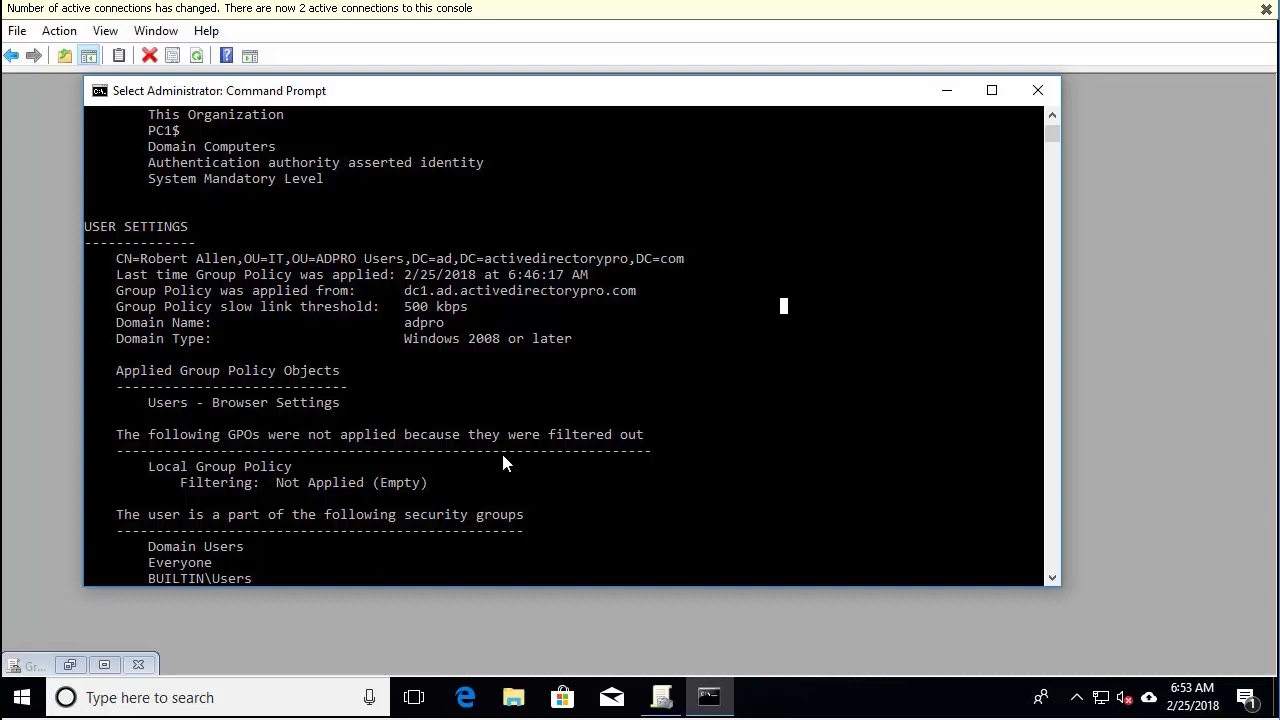 Number of active connections has changed. There are now 2 active connections to this console
File Action View Window Help
Select Administrator: Command Prompt
This Organization
PC1$
Domain Computers
Authentication authority asserted identity
System Mandatory Level
USER SETTINGS
--------------
CN=Robert Allen,OU=IT,OU=ADPRO Users,DC=ad,DC=activedirectorypro,DC=com
Last time Group Policy was applied: 2/25/2018 at 6:46:17 AM
Group Policy was applied from: dc1.ad.activedirectorypro.com
Group Policy slow link threshold: 500 kbps
Domain Name: adpro
Domain Type: Windows 2008 or later
Applied Group Policy Objects
-----------------------------
Users - Browser Settings
The following GPOs were not applied because they were filtered out
-------------------------------------------------------------------
Local Group Policy
Filtering: Not Applied (Empty)
The user is a part of the following security groups
---------------------------------------------------
Domain Users
Everyone
BUILTIN\Users
Gr...
Type here to search
6:53 AM
2/25/2018
1